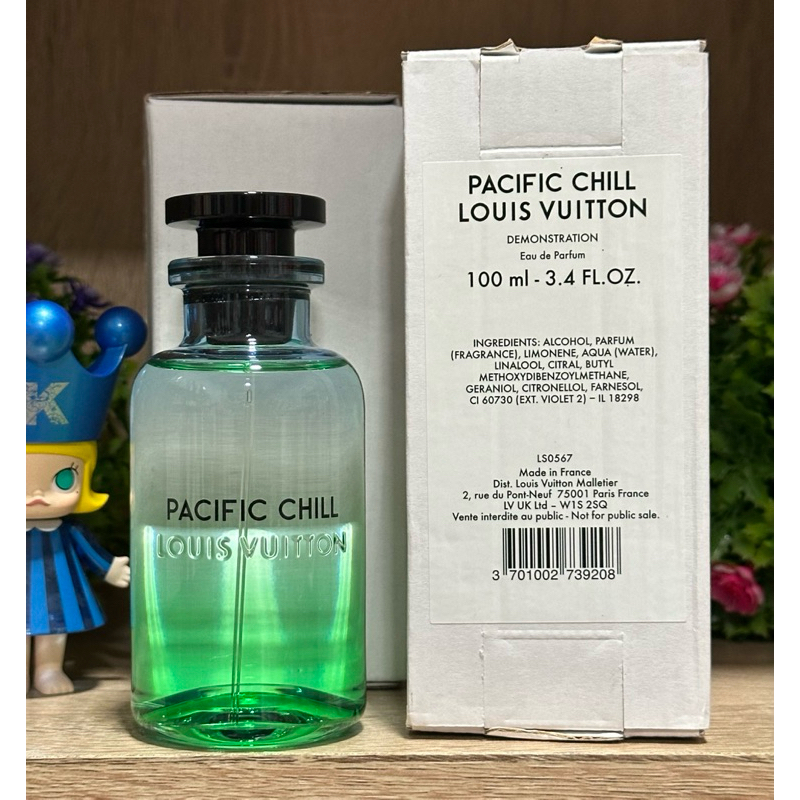 K
PACIFIC CHILL
LOUIS VUITTON
PACIFIC CHILL
LOUIS VUITTON
DEMONSTRATION
Eau de Parfum
100 ml - 3.4 FL.OZ.
INGREDIENTS: ALCOHOL, PARFUM
(FRAGRANCE), LIMONENE, AQUA (WATER),
LINALOOL, CITRAL, BUTYL
METHOXYDIBENZOYLMETHANE,
GERANIOL, CITRONELLOL, FARNESOL,
CI 60730 (EXT. VIOLET 2) – IL 18298
LS0567
Made in France
Dist. Louis Vuitton Malletier
2, rue du Pont-Neuf 75001 Paris France
LV UK Ltd – W1S 2SQ
Vente interdite au public - Not for public sale.
3 701002 739208